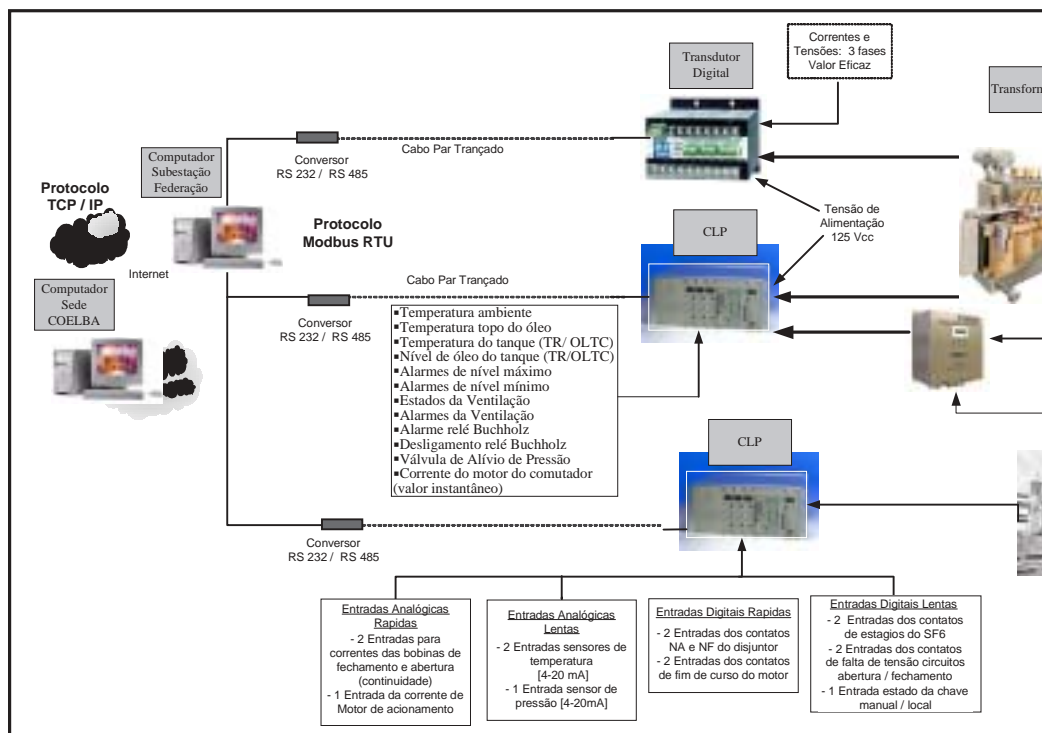 Correntes e
Tensões: 3 fases
Valor Eficaz
Transdutor
Digital
Transform
Cabo Par Trançado
Conversor
RS 232 / RS 485
Computador
Subestação
Federação
Protocolo
TCP / IP
Protocolo
Modbus RTU
Tensão de
Alimentação
125 Vcc
CLP
Internet
Cabo Par Trançado
Computador
Sede
COELBA
Conversor
RS 232 / RS 485
▪Temperatura ambiente
▪Temperatura topo do óleo
▪Temperatura do tanque (TR/ OLTC)
▪Nível de óleo do tanque (TR/OLTC)
▪Alarmes de nível máximo
▪Alarmes de nível mínimo
▪Estados da Ventilação
▪Alarmes da Ventilação
▪Alarme relé Buchholz
▪Desligamento relé Buchholz
▪Válvula de Alívio de Pressão
▪Corrente do motor do comutador
(valor instantâneo)
CLP
Conversor
RS 232 / RS 485
Entradas Analógicas
Rapidas
- 2 Entradas para
correntes das bobinas de
fechamento e abertura
(continuidade)
- 1 Entrada da corrente de
Motor de acionamento
Entradas Analógicas
Lentas
- 2 Entradas sensores de
temperatura
[4-20 mA]
- 1 Entrada sensor de
pressão [4-20mA]
Entradas Digitais Rapidas
- 2 Entradas dos contatos
NA e NF do disjuntor
- 2 Entradas dos contatos
de fim de curso do motor
Entradas Digitais Lentas
- 2 Entradas dos contatos
de estagios do SF6
- 2 Entradas dos contatos
de falta de tensão circuitos
abertura / fechamento
- 1 Entrada estado da chave
manual / local